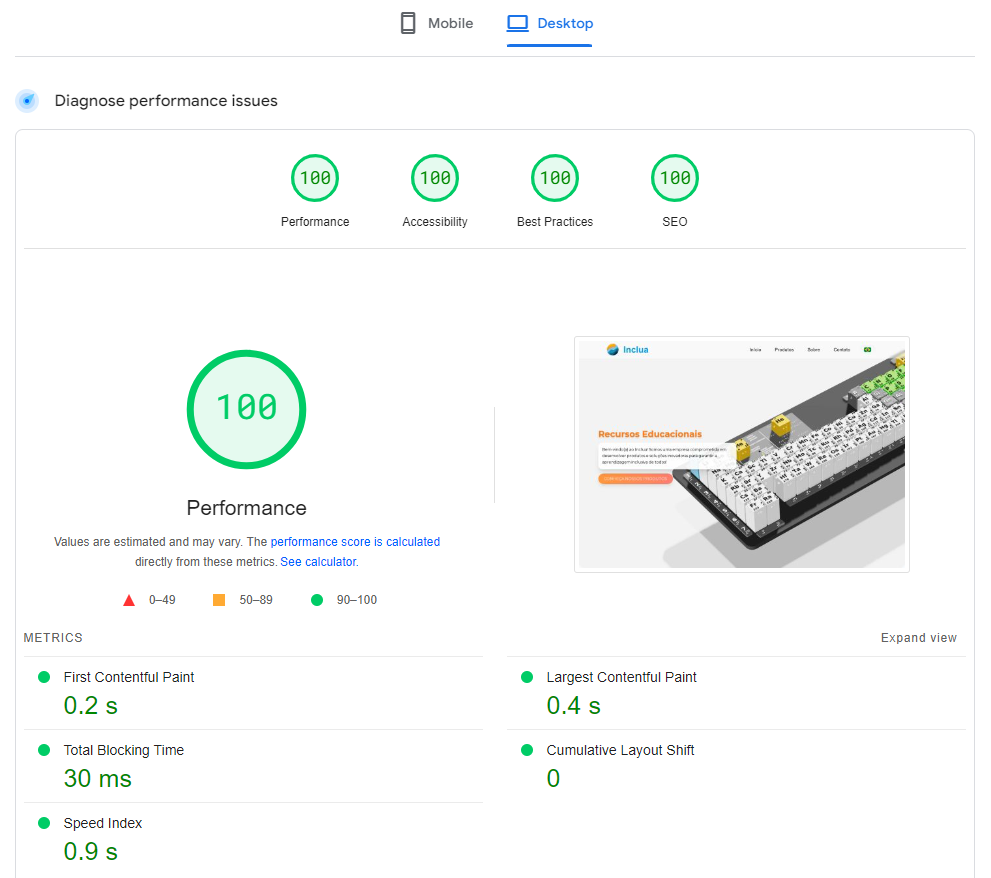 Mobile
Desktop
Diagnose performance issues
100
100
100
100
Performance
Accessibility
Best Practices
SEO
100
Performance
Values are estimated and may vary. The performance score is calculated
directly from these metrics. See calculator.
0–49
50–89
90–100
Inclua
Início
Produtos
Sobre
Contato
Recursos Educacionais
METRICS
Expand view
First Contentful Paint
0.2 s
Largest Contentful Paint
0.4 s
Total Blocking Time
30 ms
Cumulative Layout Shift
0
Speed Index
0.9 s